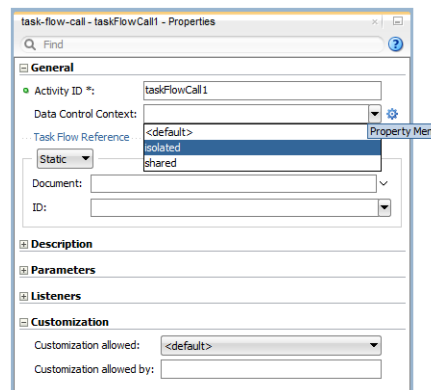 task-flow-call - taskFlowCall1 - Properties
Find
General
Activity ID *: taskFlowCall1
Data Control Context:
Task Flow Reference <default> Property Men
isolated
Static shared
Document:
ID:
Description
Parameters
Listeners
Customization
Customization allowed: <default>
Customization allowed by: